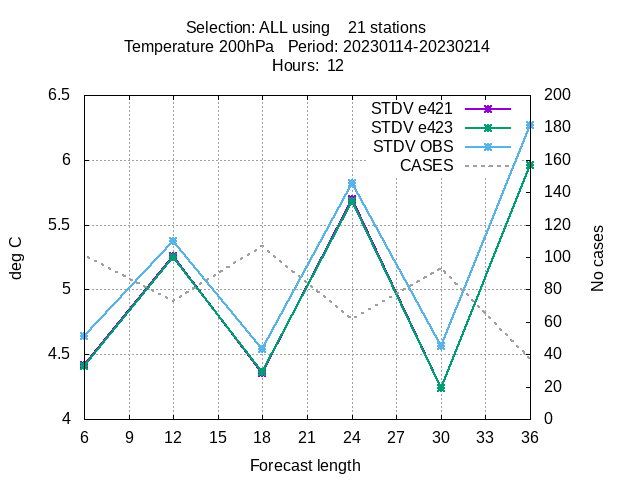 Selection: ALL using 21 stations
Temperature 200hPa Period: 20230114-20230214
Hours: 12
STDV e421
STDV e423
STDV OBS
CASES
deg C
6.5
6
5.5
5
4.5
4
200
180
160
140
120
100
80
60
40
20
0
No cases
6 9 12 15 18 21 24 27 30 33 36
Forecast length